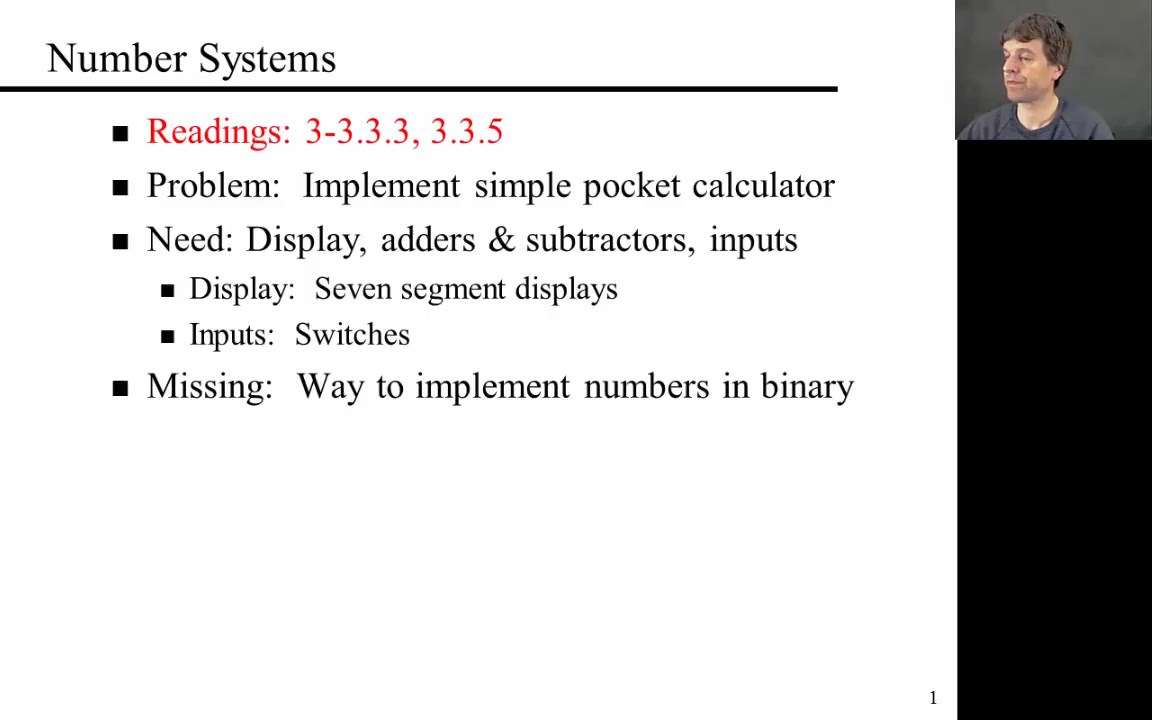 Number Systems
Readings: 3-3.3.3, 3.3.5
Problem: Implement simple pocket calculator
Need: Display, adders & subtractors, inputs
Display: Seven segment displays
Inputs: Switches
Missing: Way to implement numbers in binary
1